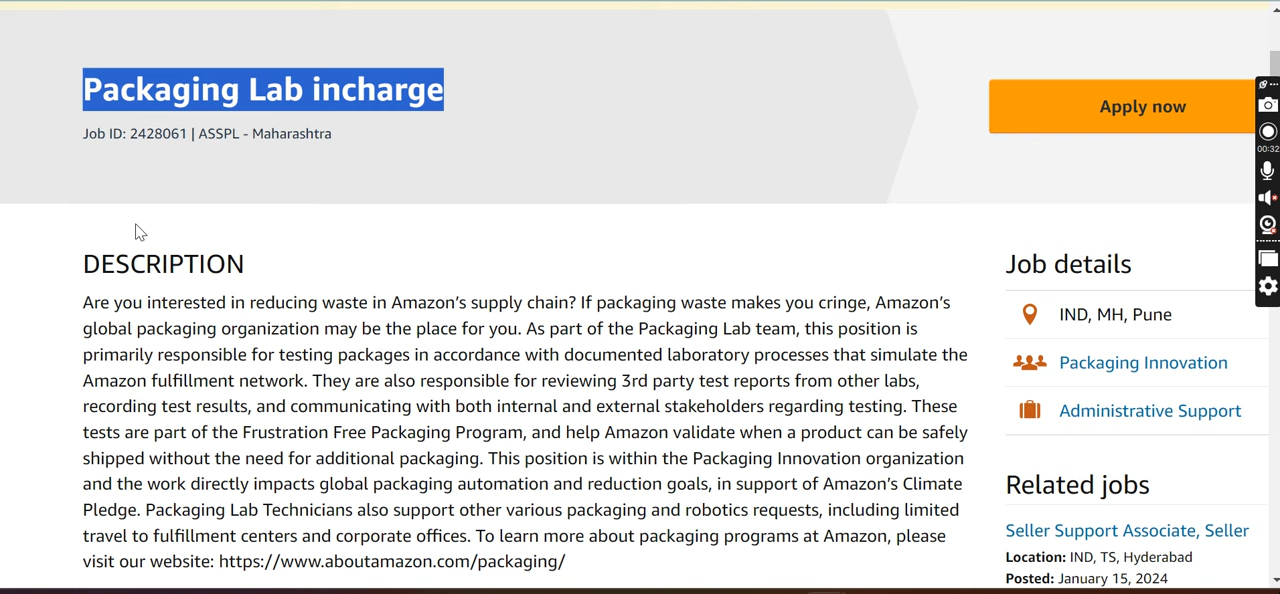 Packaging Lab incharge
Job ID: 2428061 | ASSPL - Maharashtra
Apply now
00:32
DESCRIPTION
Are you interested in reducing waste in Amazon’s supply chain? If packaging waste makes you cringe, Amazon’s
global packaging organization may be the place for you. As part of the Packaging Lab team, this position is
primarily responsible for testing packages in accordance with documented laboratory processes that simulate the
Amazon fulfillment network. They are also responsible for reviewing 3rd party test reports from other labs,
recording test results, and communicating with both internal and external stakeholders regarding testing. These
tests are part of the Frustration Free Packaging Program, and help Amazon validate when a product can be safely
shipped without the need for additional packaging. This position is within the Packaging Innovation organization
and the work directly impacts global packaging automation and reduction goals, in support of Amazon’s Climate
Pledge. Packaging Lab Technicians also support other various packaging and robotics requests, including limited
travel to fulfillment centers and corporate offices. To learn more about packaging programs at Amazon, please
visit our website: https://www.aboutamazon.com/packaging/
Job details
IND, MH, Pune
Packaging Innovation
Administrative Support
Related jobs
Seller Support Associate, Seller
Location: IND, TS, Hyderabad
Posted: January 15, 2024